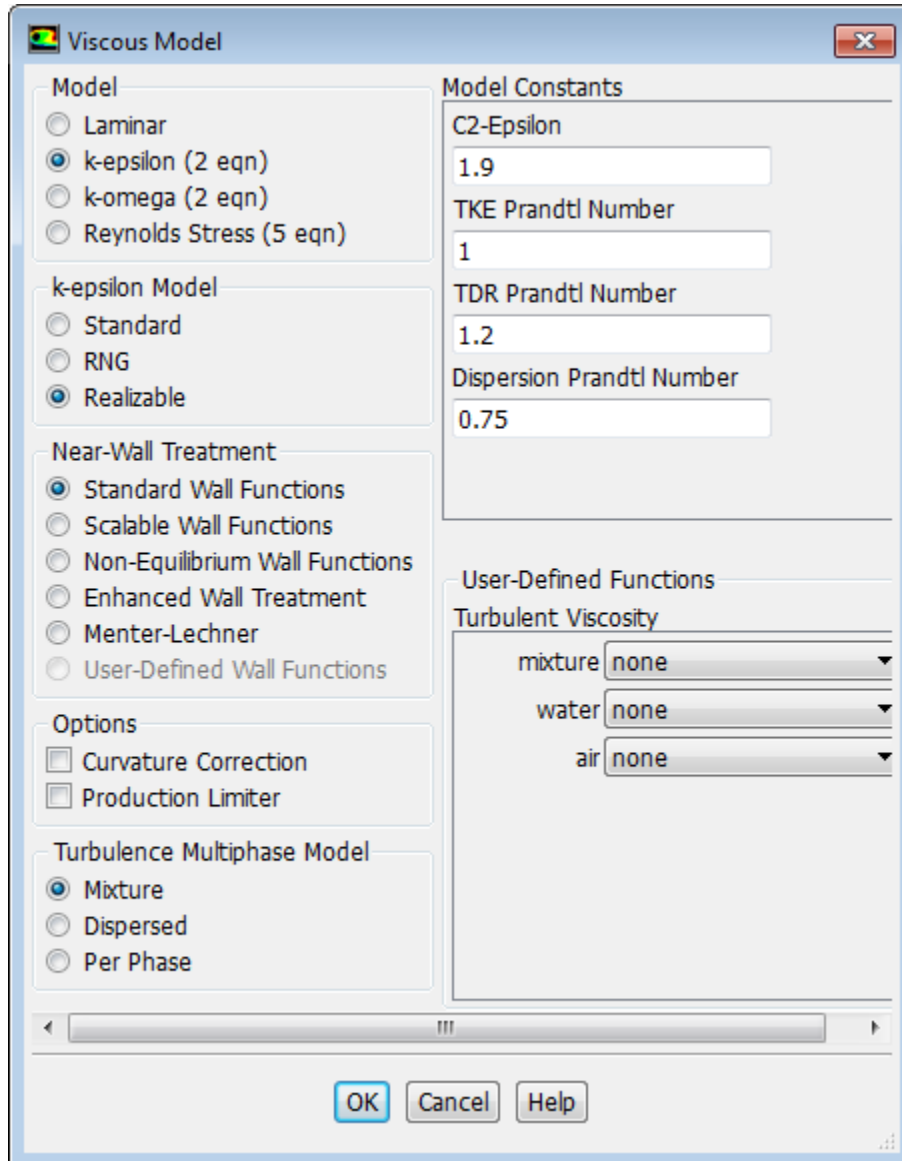 Viscous Model
Model
Laminar
k-epsilon (2 eqn)
k-omega (2 eqn)
Reynolds Stress (5 eqn)
k-epsilon Model
Standard
RNG
Realizable
Near-Wall Treatment
Standard Wall Functions
Scalable Wall Functions
Non-Equilibrium Wall Functions
Enhanced Wall Treatment
Menter-Lechner
User-Defined Wall Functions
Options
Curvature Correction
Production Limiter
Turbulence Multiphase Model
Mixture
Dispersed
Per Phase
Model Constants
C2-Epsilon
1.9
TKE Prandtl Number
1
TDR Prandtl Number
1.2
Dispersion Prandtl Number
0.75
User-Defined Functions
Turbulent Viscosity
mixture none
water none
air none
OK Cancel Help